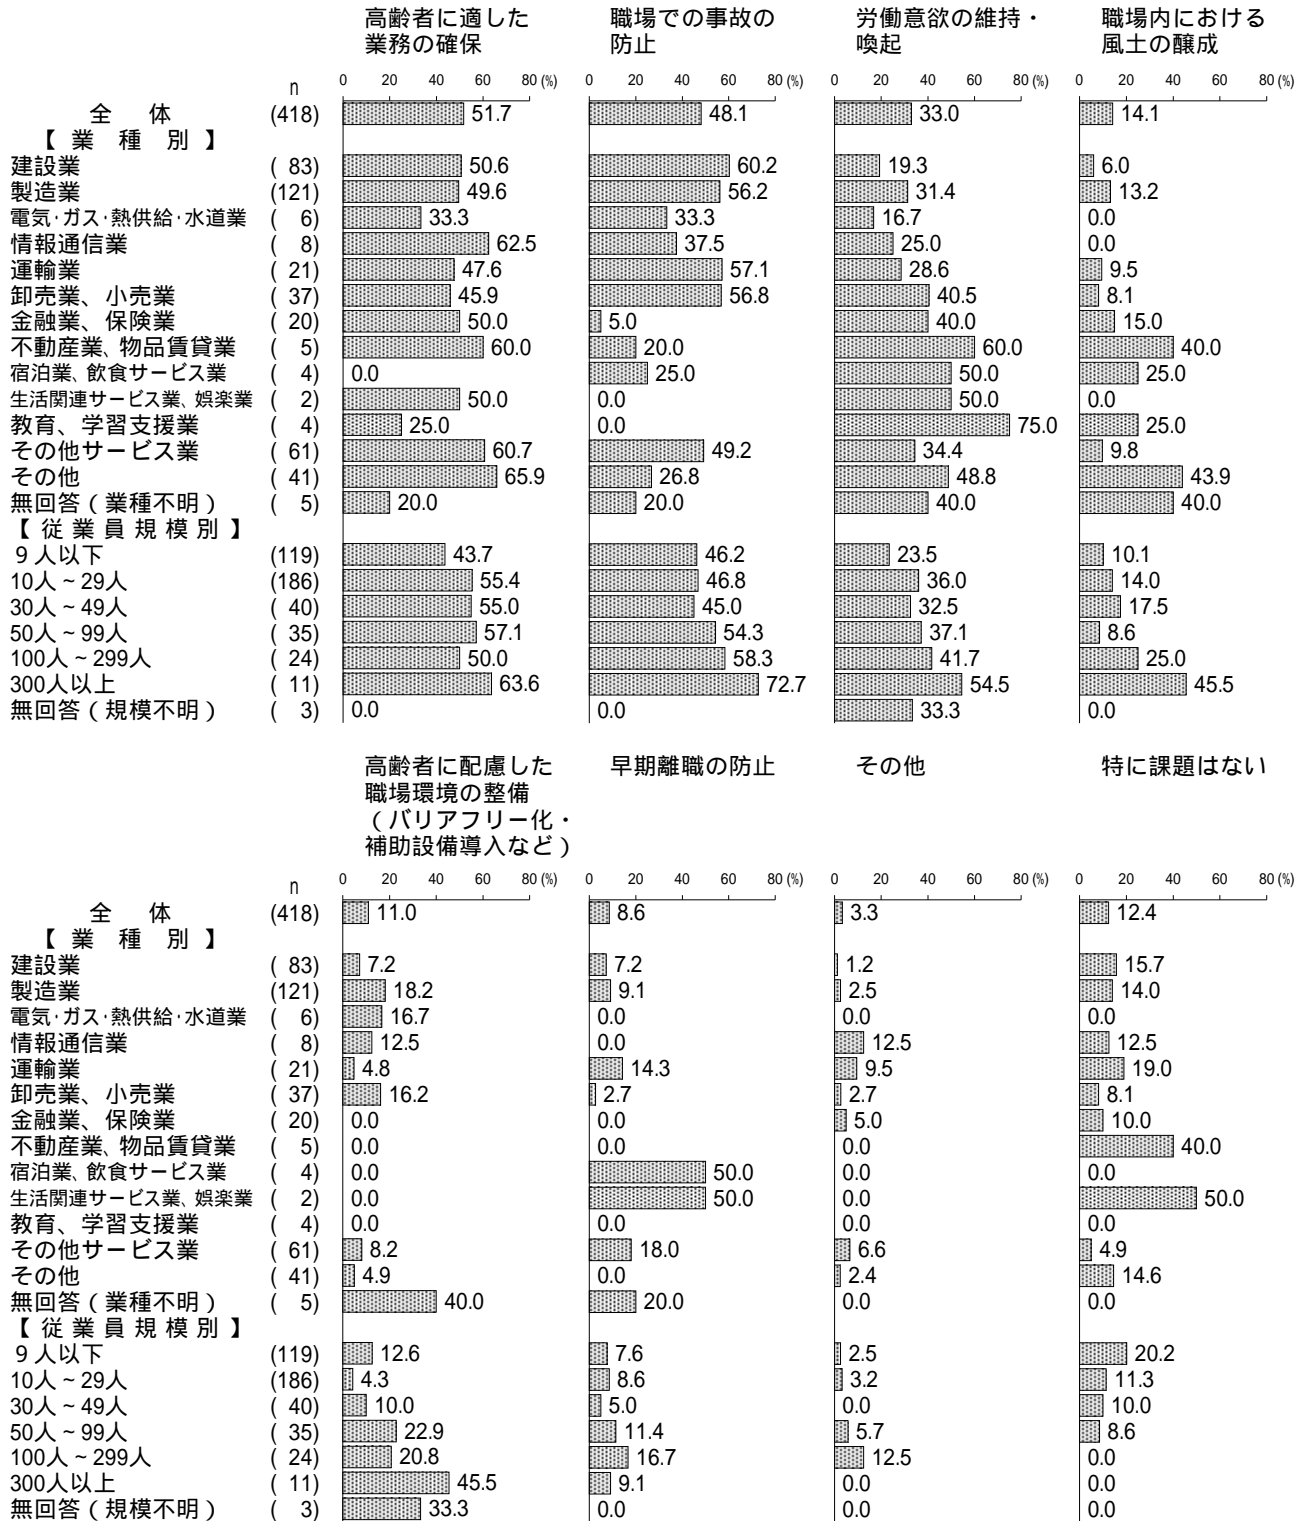 高齢者に適した 職場での事故の 労働意欲の維持・ 職場内における
業務の確保 防止 喚起 風土の醸成
n 0 20 40 60 80 (%) 0 20 40 60 80 (%) 0 20 40 60 80 (%) 0 20 40 60 80 (%)
全 体 (418) 51.7 48.1 33.0 14.1
【 業 種 別 】
建設業 ( 83) 50.6 60.2 19.3 6.0
製造業 (121) 49.6 56.2 31.4 13.2
電気・ガス・熱供給・水道業 ( 6) 33.3 33.3 16.7 0.0
情報通信業 ( 8) 62.5 37.5 25.0 0.0
運輸業 ( 21) 47.6 57.1 28.6 9.5
卸売業、小売業 ( 37) 45.9 56.8 40.5 8.1
金融業、保険業 ( 20) 50.0 5.0 40.0 15.0
不動産業、物品賃貸業 ( 5) 60.0 20.0 60.0 40.0
宿泊業、飲食サービス業 ( 4) 0.0 25.0 50.0 25.0
生活関連サービス業、娯楽業 ( 2) 50.0 0.0 50.0 0.0
教育、学習支援業 ( 4) 25.0 0.0 75.0 25.0
その他サービス業 ( 61) 60.7 49.2 34.4 9.8
その他 ( 41) 65.9 26.8 48.8 43.9
無回答（業種不明） ( 5) 20.0 20.0 40.0 40.0
【 従 業 員 規 模 別 】
９人以下 (119) 43.7 46.2 23.5 10.1
10人～29人 (186) 55.4 46.8 36.0 14.0
30人～49人 ( 40) 55.0 45.0 32.5 17.5
50人～99人 ( 35) 57.1 54.3 37.1 8.6
100人～299人 ( 24) 50.0 58.3 41.7 25.0
300人以上 ( 11) 63.6 72.7 54.5 45.5
無回答（規模不明） ( 3) 0.0 0.0 33.3 0.0
高齢者に配慮した 早期離職の防止 その他 特に課題はない
職場環境の整備
（バリアフリー化・
補助設備導入など）
n 0 20 40 60 80 (%) 0 20 40 60 80 (%) 0 20 40 60 80 (%) 0 20 40 60 80 (%)
全 体 (418) 11.0 8.6 3.3 12.4
【 業 種 別 】
建設業 ( 83) 7.2 7.2 1.2 15.7
製造業 (121) 18.2 9.1 2.5 14.0
電気・ガス・熱供給・水道業 ( 6) 16.7 0.0 0.0 0.0
情報通信業 ( 8) 12.5 0.0 12.5 12.5
運輸業 ( 21) 4.8 14.3 9.5 19.0
卸売業、小売業 ( 37) 16.2 2.7 2.7 8.1
金融業、保険業 ( 20) 0.0 0.0 5.0 10.0
不動産業、物品賃貸業 ( 5) 0.0 0.0 0.0 40.0
宿泊業、飲食サービス業 ( 4) 0.0 50.0 0.0 0.0
生活関連サービス業、娯楽業 ( 2) 0.0 50.0 0.0 50.0
教育、学習支援業 ( 4) 0.0 0.0 0.0 0.0
その他サービス業 ( 61) 8.2 18.0 6.6 4.9
その他 ( 41) 4.9 0.0 2.4 14.6
無回答（業種不明） ( 5) 40.0 20.0 0.0 0.0
【 従 業 員 規 模 別 】
９人以下 (119) 12.6 7.6 2.5 20.2
10人～29人 (186) 4.3 8.6 3.2 11.3
30人～49人 ( 40) 10.0 5.0 0.0 10.0
50人～99人 ( 35) 22.9 11.4 5.7 8.6
100人～299人 ( 24) 20.8 16.7 12.5 0.0
300人以上 ( 11) 45.5 9.1 0.0 0.0
無回答（規模不明） ( 3) 33.3 0.0 0.0 0.0